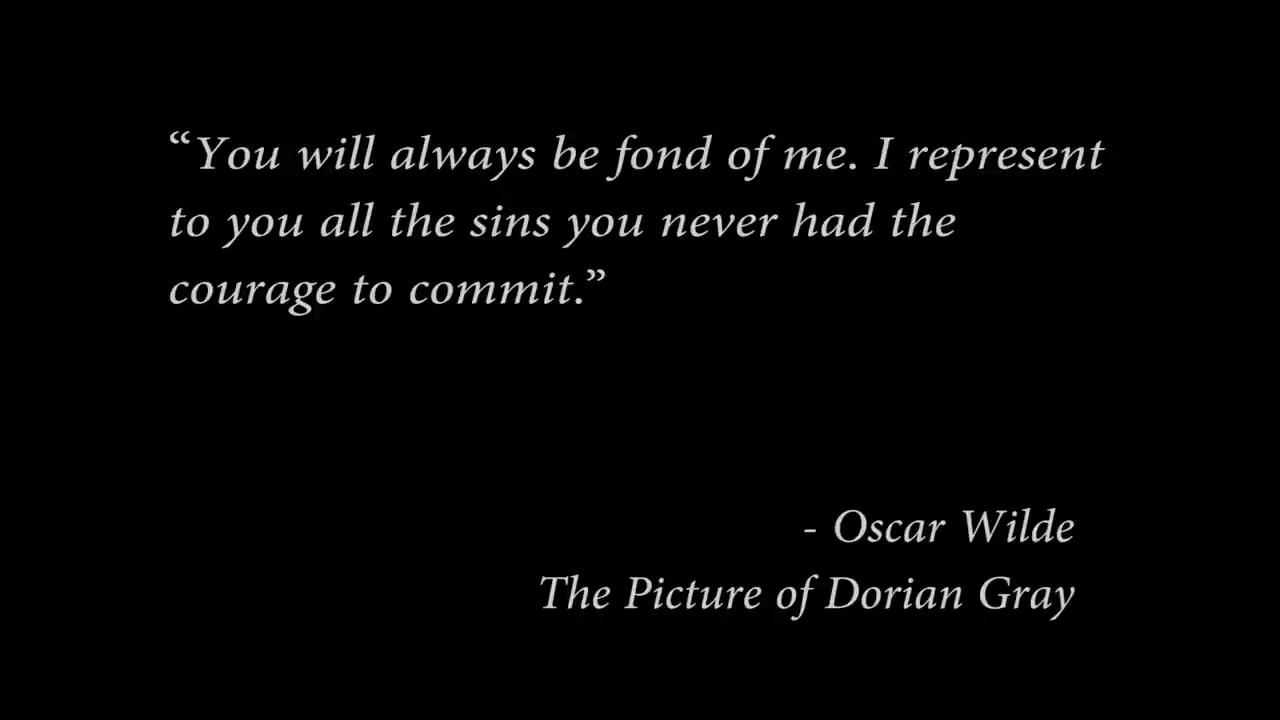 “You will always be fond of me. I represent
to you all the sins you never had the
courage to commit.”
- Oscar Wilde
The Picture of Dorian Gray